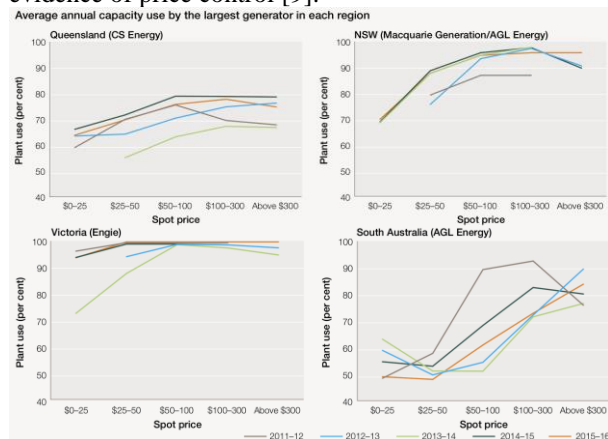 evidence of price control [9].
Average annual capacity use by the largest generator in each region
Queensland (CS Energy)
NSW (Macquarie Generation/AGL Energy)
Plant use (per cent)
100
90
80
70
60
50
40
$0–25
$25–50
$50–100
$100–300
Above $300
Spot price
Plant use (per cent)
100
90
80
70
60
50
40
$0–25
$25–50
$50–100
$100–300
Above $300
Spot price
Victoria (Engie)
South Australia (AGL Energy)
Plant use (per cent)
100
90
80
70
60
50
40
$0–25
$25–50
$50–100
$100–300
Above $300
Spot price
Plant use (per cent)
100
90
80
70
60
50
40
$0–25
$25–50
$50–100
$100–300
Above $300
Spot price
2011–12
2012–13
2013–14
2014–15
2015–16